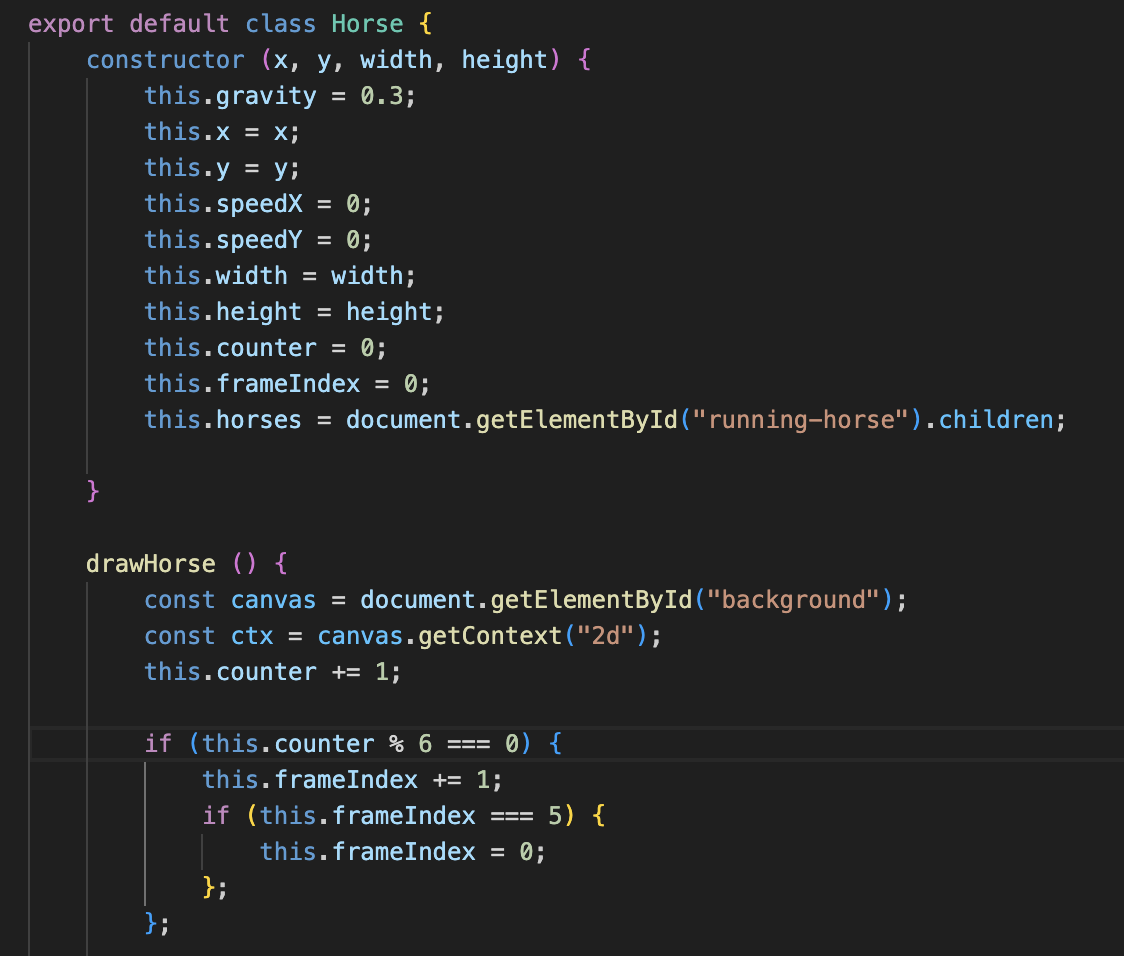 export default class Horse {
    constructor (x, y, width, height) {
        this.gravity = 0.3;
        this.x = x;
        this.y = y;
        this.speedX = 0;
        this.speedY = 0;
        this.width = width;
        this.height = height;
        this.counter = 0;
        this.frameIndex = 0;
        this.horses = document.getElementById("running-horse").children;

    }

    drawHorse () {
        const canvas = document.getElementById("background");
        const ctx = canvas.getContext("2d");
        this.counter += 1;

        if (this.counter % 6 === 0) {
            this.frameIndex += 1;
            if (this.frameIndex === 5) {
                this.frameIndex = 0;
            };
        };